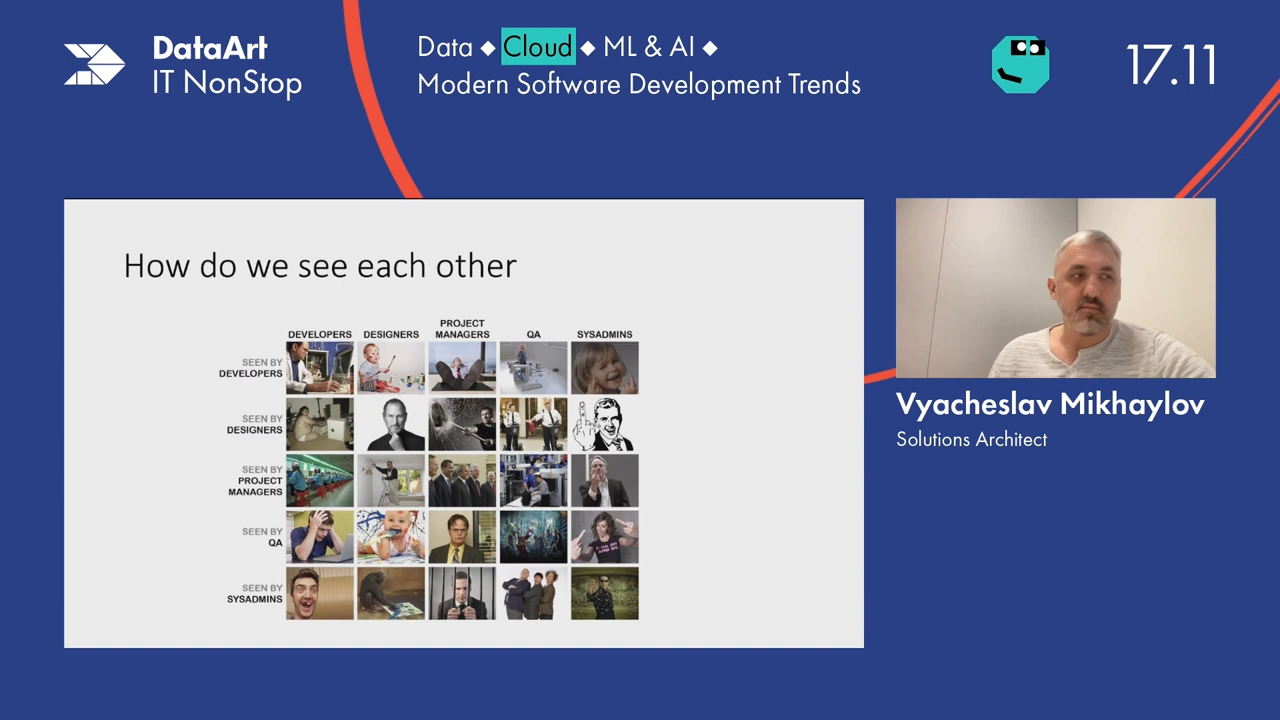 DataArt
IT NonStop
Data ◆ Cloud ◆ ML & AI ◆
Modern Software Development Trends
17.11
How do we see each other
DEVELOPERS
DESIGNERS
PROJECT
MANAGERS
QA
SYSADMINS
SEEN BY
DEVELOPERS
SEEN BY
DESIGNERS
SEEN BY
PROJECT
MANAGERS
SEEN BY
QA
SEEN BY
SYSADMINS
Vyacheslav Mikhaylov
Solutions Architect